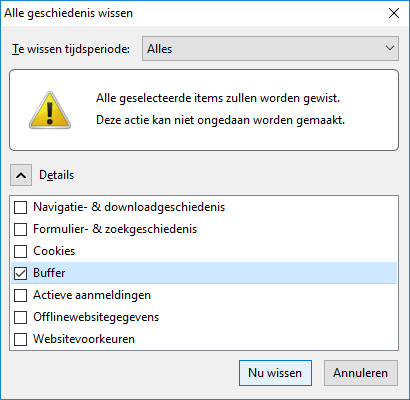 Alle geschiedenis wissen
Te wissen tijdsperiode: Alles
Alle geselecteerde items zullen worden gewist.
Deze actie kan niet ongedaan worden gemaakt.
Details
Navigatie- & downloadgeschiedenis
Formulier- & zoekgeschiedenis
Cookies
Buffer
Actieve aanmeldingen
Offlinewebsitegegevens
Websitevoorkeuren
Nu wissen Annuleren